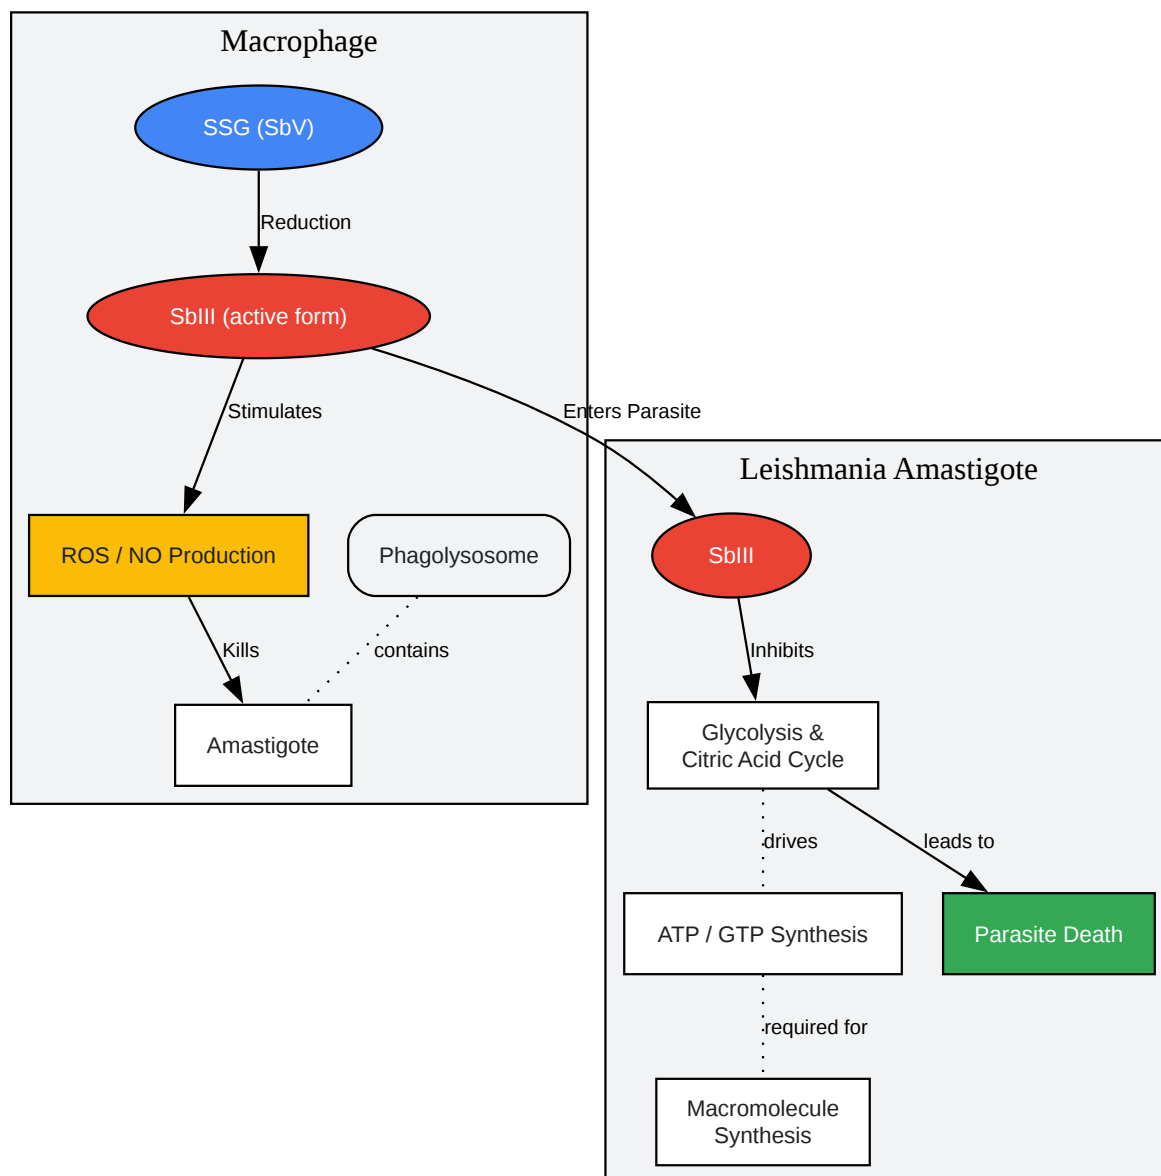 Macrophage
SSG (SbV)
Reduction
SbIII (active form)
Stimulates
Enters Parasite
Leishmania Amastigote
ROS / NO Production
Phagolysosome
SbIII
Kills
contains
Inhibits
Amastigote
Glycolysis &
Citric Acid Cycle
drives
leads to
ATP / GTP Synthesis
Parasite Death
required for
Macromolecule
Synthesis